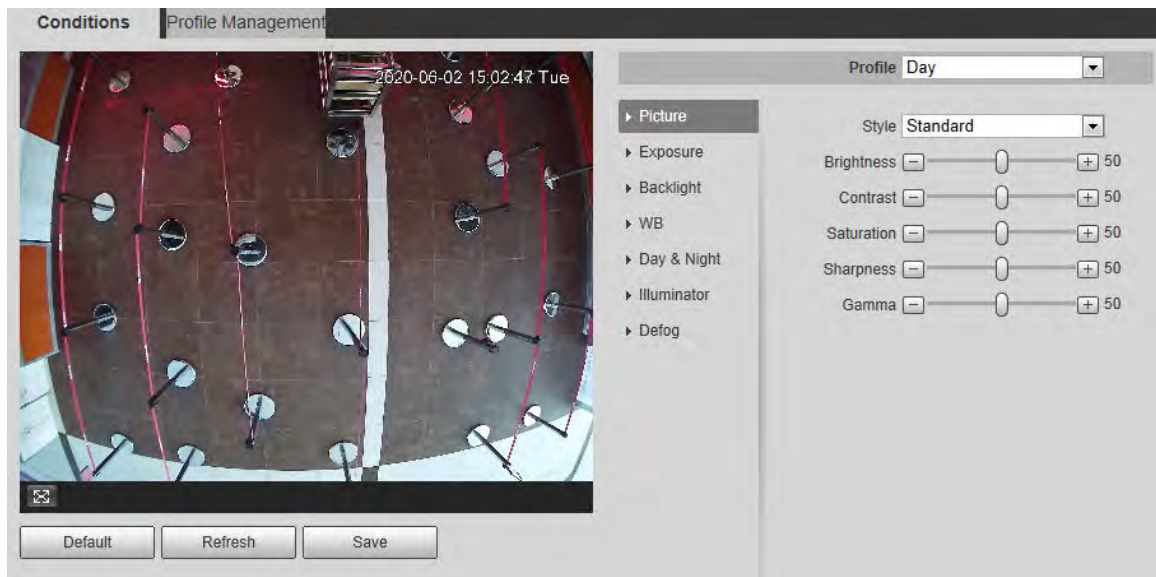 Conditions Profile Management
2020-06-02 15:02:47 Tue
Profile Day
Picture
Exposure
Backlight
WB
Day & Night
Illuminator
Defog
Style Standard
Brightness 50
Contrast 50
Saturation 50
Sharpness 50
Gamma 50
Default Refresh Save